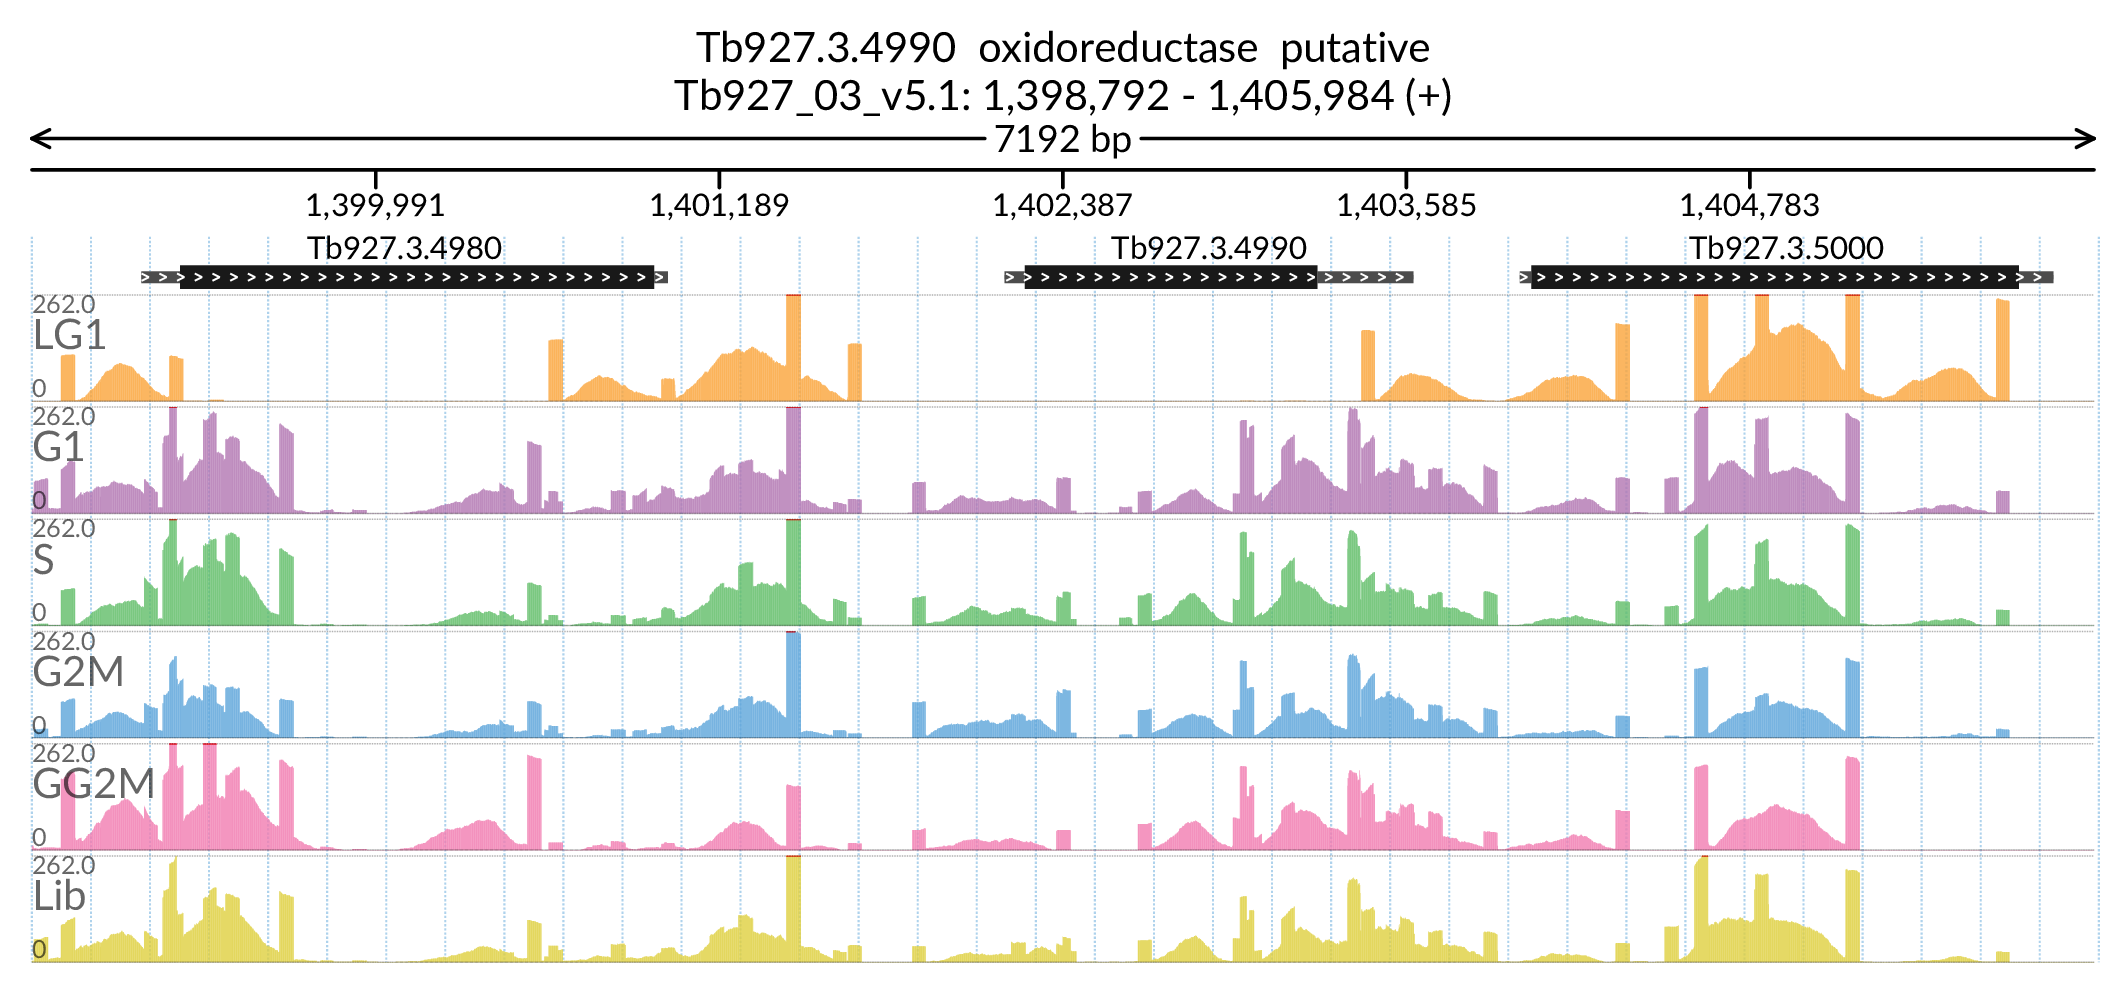 Tb927.3.4990 oxidoreductase putative
Tb927_03_v5.1: 1,398,792 - 1,405,984 (+)
7192 bp
1,399,991 1,401,189 1,402,387 1,403,585 1,404,783
Tb927.3.4980 Tb927.3.4990 Tb927.3.5000
262.0
LG1
0
262.0
G1
0
262.0
S
0
262.0
G2M
0
262.0
GG2M
0
262.0
Lib
0